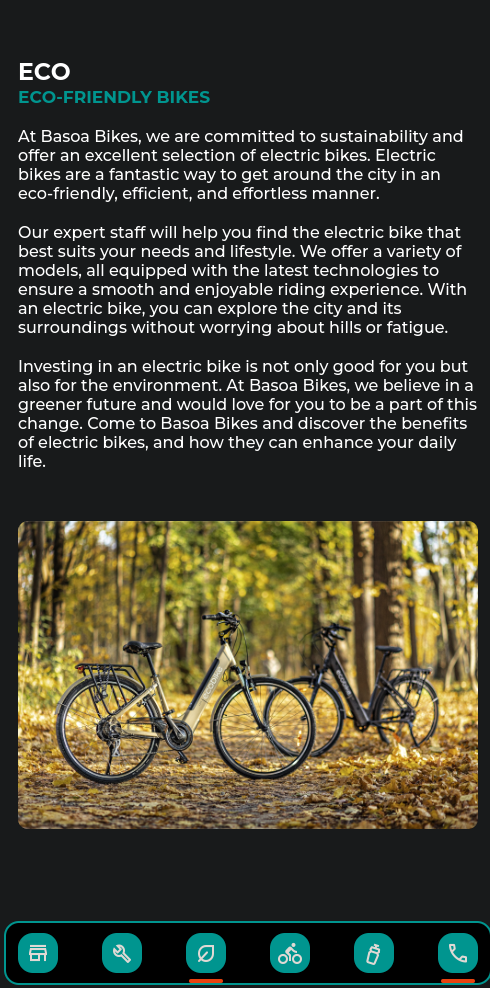 ECO
ECO-FRIENDLY BIKES
At Basoa Bikes, we are committed to sustainability and
offer an excellent selection of electric bikes. Electric
bikes are a fantastic way to get around the city in an
eco-friendly, efficient, and effortless manner.
Our expert staff will help you find the electric bike that
best suits your needs and lifestyle. We offer a variety of
models, all equipped with the latest technologies to
ensure a smooth and enjoyable riding experience. With
an electric bike, you can explore the city and its
surroundings without worrying about hills or fatigue.
Investing in an electric bike is not only good for you but
also for the environment. At Basoa Bikes, we believe in a
greener future and would love for you to be a part of this
change. Come to Basoa Bikes and discover the benefits
of electric bikes, and how they can enhance your daily
life.